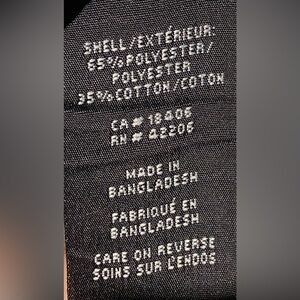 SHELL/EXTÉRIEUR:
65% POLYESTER/
POLYESTER
35% COTTON/COTON
CA # 18406
RN # 42206
MADE IN
BANGLADESH
FABRIQUÉ EN
BANGLADESH
CARE ON REVERSE
SOINS SUR L'ENDOS